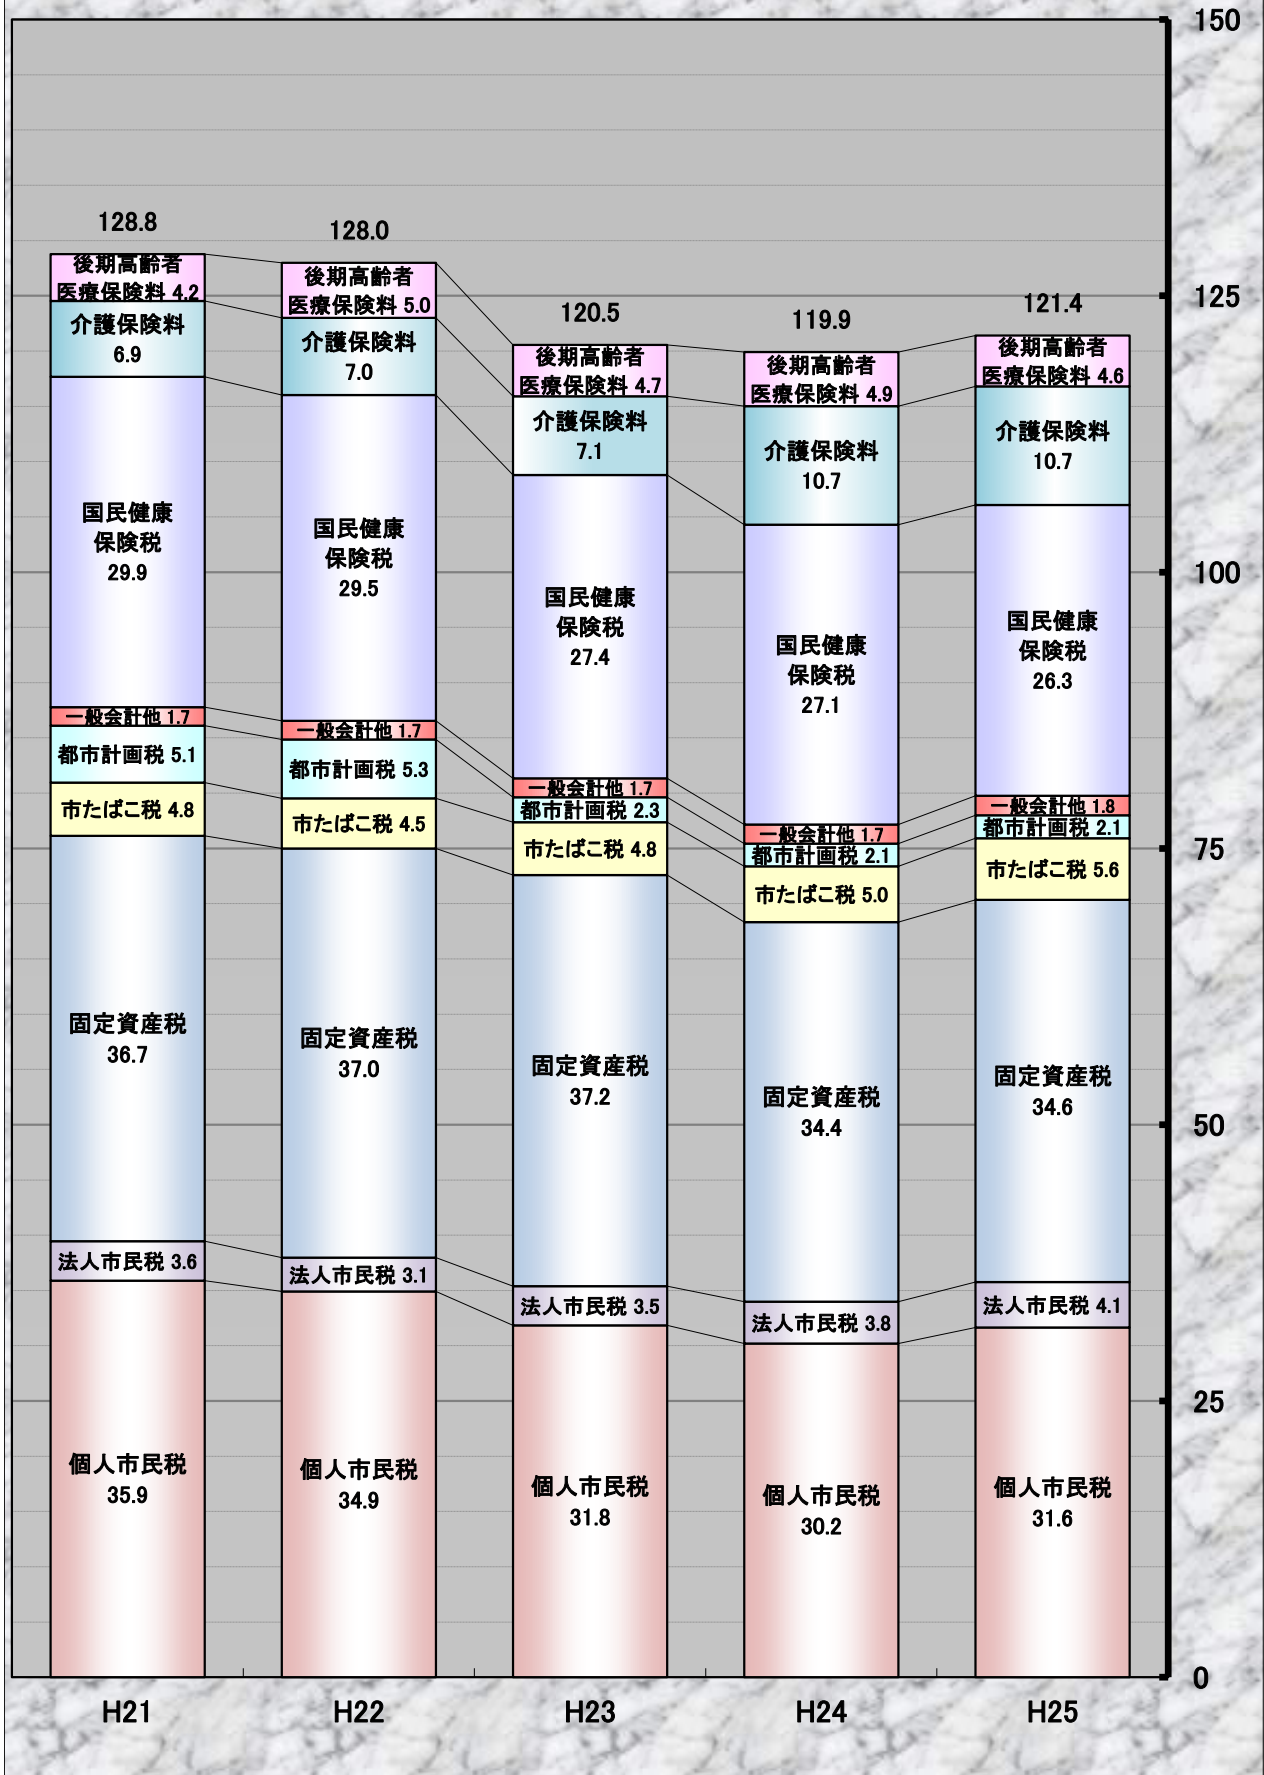 150
125
100
75
50
25
0
128.8
後期高齢者
医療保険料 4.2
介護保険料
6.9
国民健康
保険税
29.9
一般会計他 1.7
都市計画税 5.1
市たばこ税 4.8
固定資産税
36.7
法人市民税 3.6
個人市民税
35.9
H21
128.0
後期高齢者
医療保険料 5.0
介護保険料
7.0
国民健康
保険税
29.5
一般会計他 1.7
都市計画税 5.3
市たばこ税 4.5
固定資産税
37.0
法人市民税 3.1
個人市民税
34.9
H22
120.5
後期高齢者
医療保険料 4.7
介護保険料
7.1
国民健康
保険税
27.4
一般会計他 1.7
都市計画税 2.3
市たばこ税 4.8
固定資産税
37.2
法人市民税 3.5
個人市民税
31.8
H23
119.9
後期高齢者
医療保険料 4.9
介護保険料
10.7
国民健康
保険税
27.1
一般会計他 1.7
都市計画税 2.1
市たばこ税 5.0
固定資産税
34.4
法人市民税 3.8
個人市民税
30.2
H24
121.4
後期高齢者
医療保険料 4.6
介護保険料
10.7
国民健康
保険税
26.3
一般会計他 1.8
都市計画税 2.1
市たばこ税 5.6
固定資産税
34.6
法人市民税 4.1
個人市民税
31.6
H25